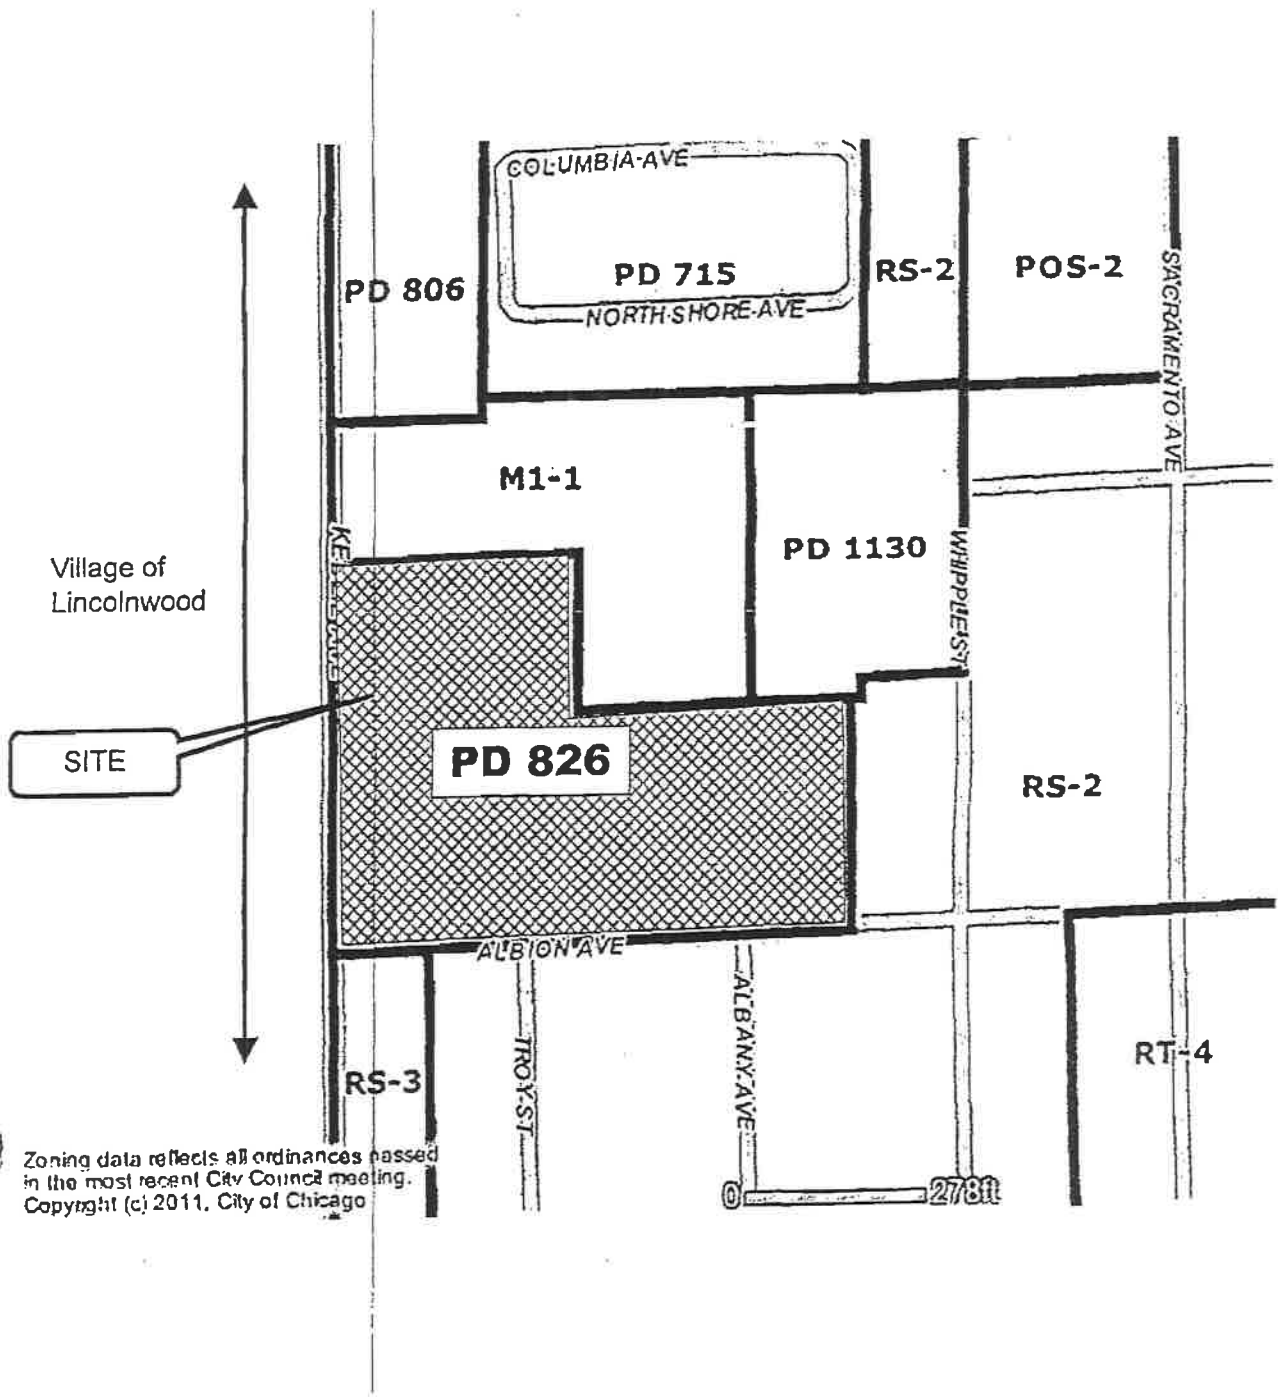 COLUMBIA-AVE
PD 806
PD 715
RS-2
POS-2
NORTH-SHORE-AVE
SACRAMENTO AVE
M1-1
PD 1130
WHIPPLE-ST
Village of
Lincolnwood
SITE
PD 826
RS-2
ALBION AVE
TROY-ST
ALBANY-AVE
RS-3
RT-4
Zoning data reflects all ordinances passed
in the most recent City Council meeting.
Copyright (c) 2011, City of Chicago
0 278ft